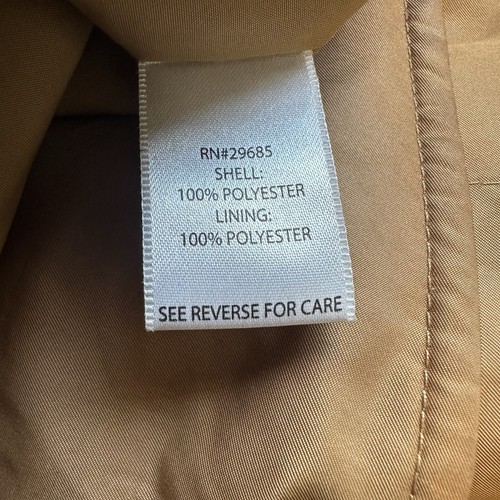 RN#29685
SHELL:
100% POLYESTER
LINING:
100% POLYESTER
SEE REVERSE FOR CARE